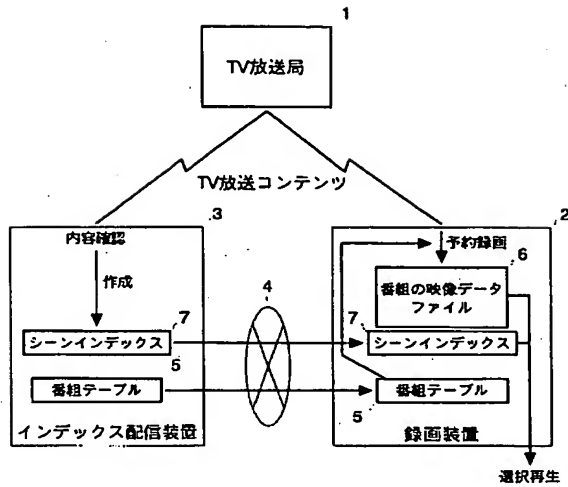 1
TV放送局
TV放送コンテンツ
3
内容確認
作成
7
シーンインデックス
5
番組テーブル
インデックス配信装置
4
2
予約録画
6
番組の映像データ
ファイル
7
シーンインデックス
番組テーブル
5
録画装置
選択再生